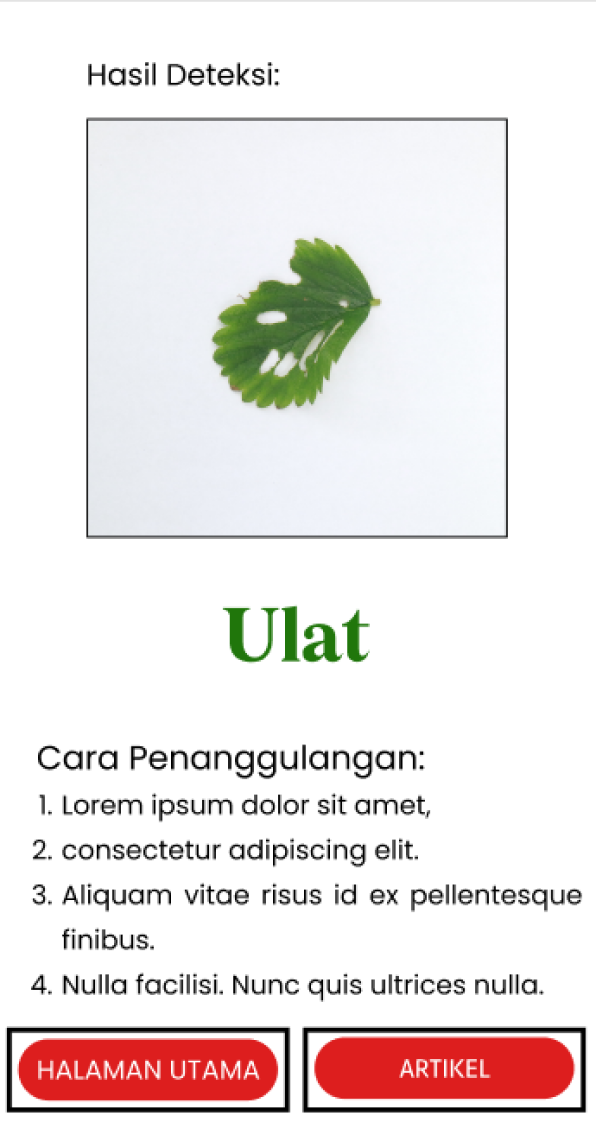 Hasil Deteksi:
Ulat
Cara Penanggulangan:
1. Lorem ipsum dolor sit amet,
2. consectetur adipiscing elit.
3. Aliquam vitae risus id ex pellentesque
finibus.
4. Nulla facilisi. Nunc quis ultrices nulla.
HALAMAN UTAMA
ARTIKEL